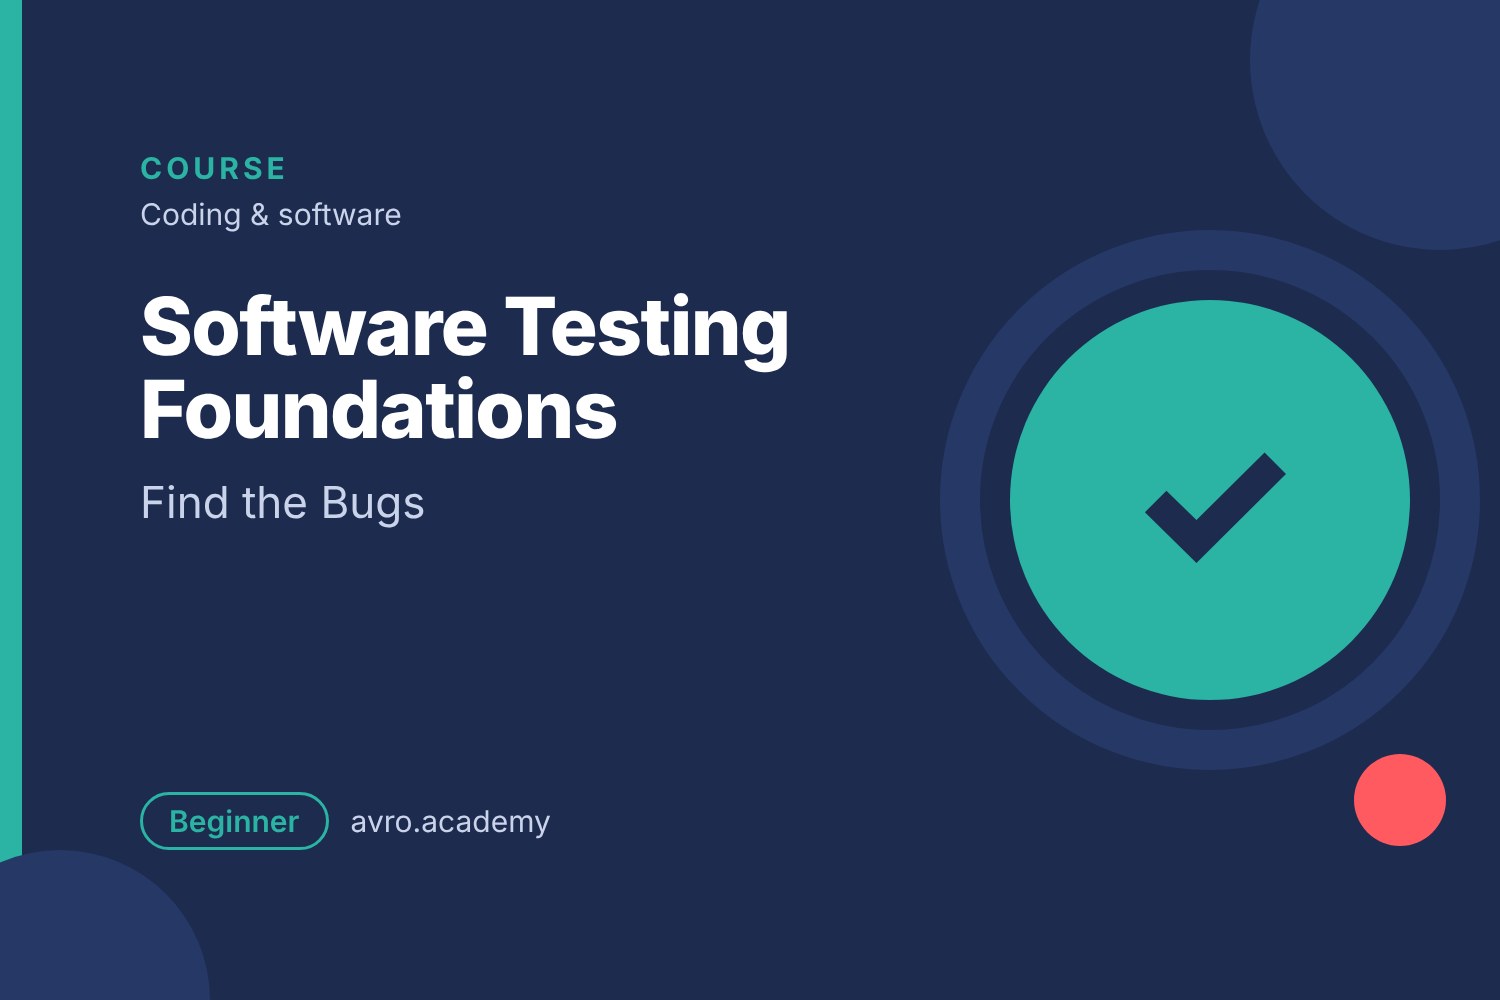 COURSE
Coding & software
Software Testing
Foundations
Find the Bugs
Beginner
avro.academy